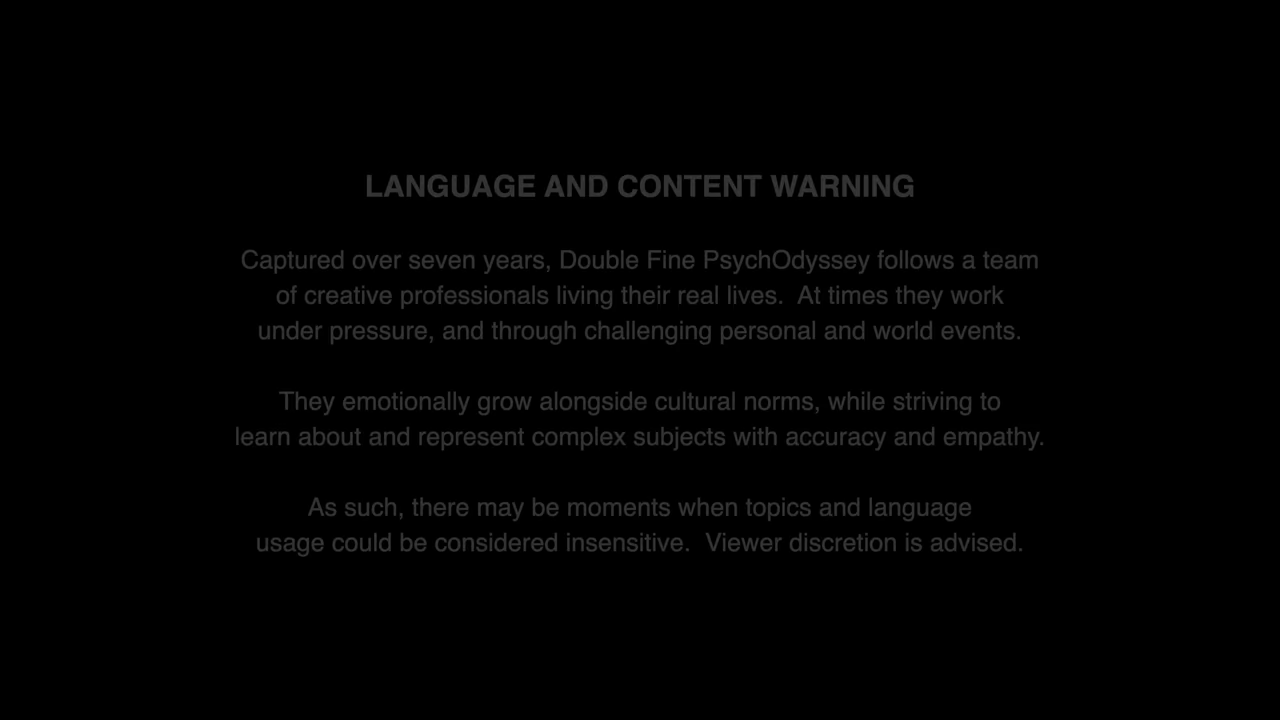 LANGUAGE AND CONTENT WARNING
Captured over seven years, Double Fine PsychOdyssey follows a team
of creative professionals living their real lives.  At times they work
under pressure, and through challenging personal and world events.
They emotionally grow alongside cultural norms, while striving to
learn about and represent complex subjects with accuracy and empathy.
As such, there may be moments when topics and language
usage could be considered insensitive.  Viewer discretion is advised.